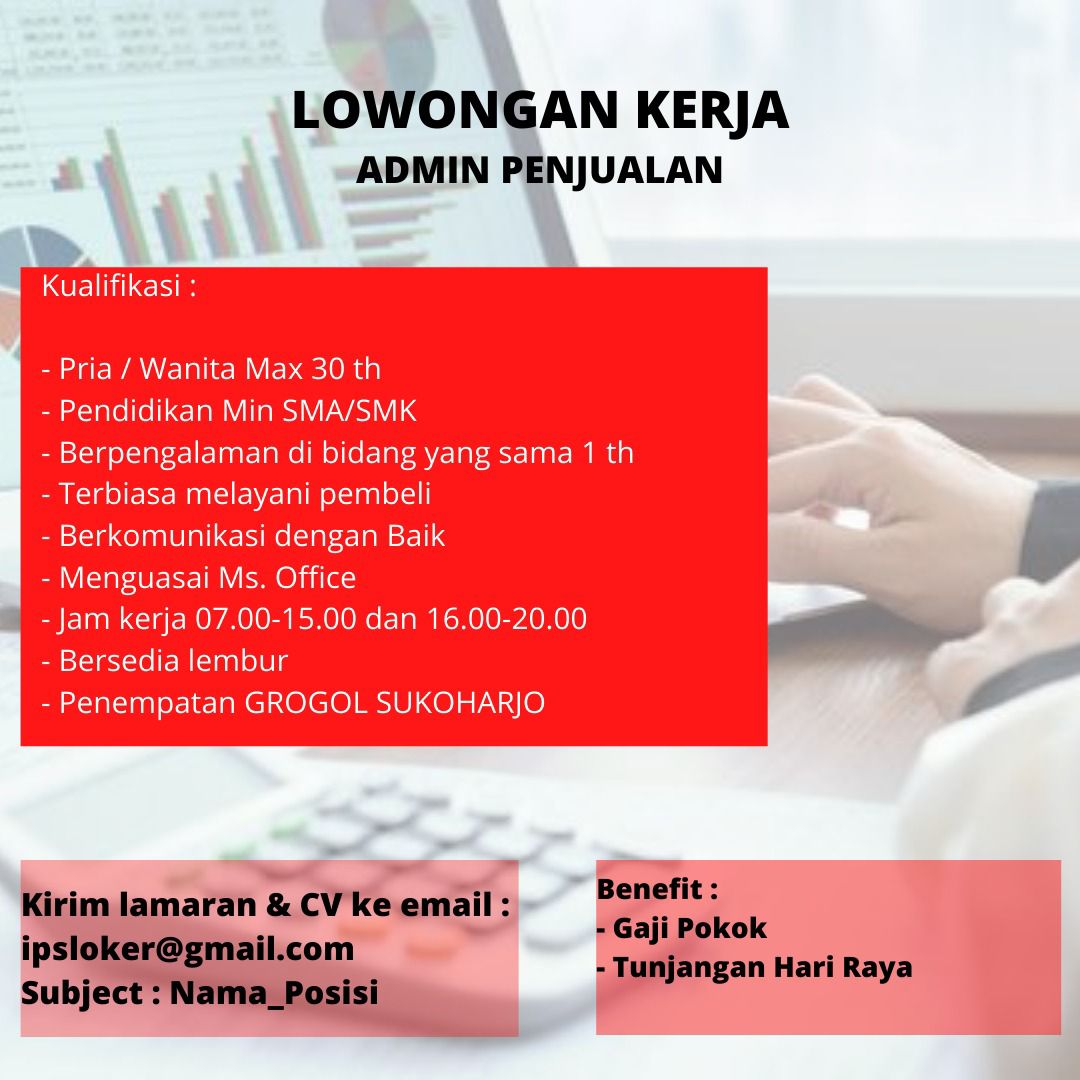 LOWONGAN KERJA
ADMIN PENJUALAN
Kualifikasi :
- Pria / Wanita Max 30 th
- Pendidikan Min SMA/SMK
- Berpengalaman di bidang yang sama 1 th
- Terbiasa melayani pembeli
- Berkomunikasi dengan Baik
- Menguasai Ms. Office
- Jam kerja 07.00-15.00 dan 16.00-20.00
- Bersedia lembur
- Penempatan GROGOL SUKOHARJO
Kirim lamaran & CV ke email :
ipsloker@gmail.com
Subject : Nama_Posisi
Benefit :
- Gaji Pokok
- Tunjangan Hari Raya